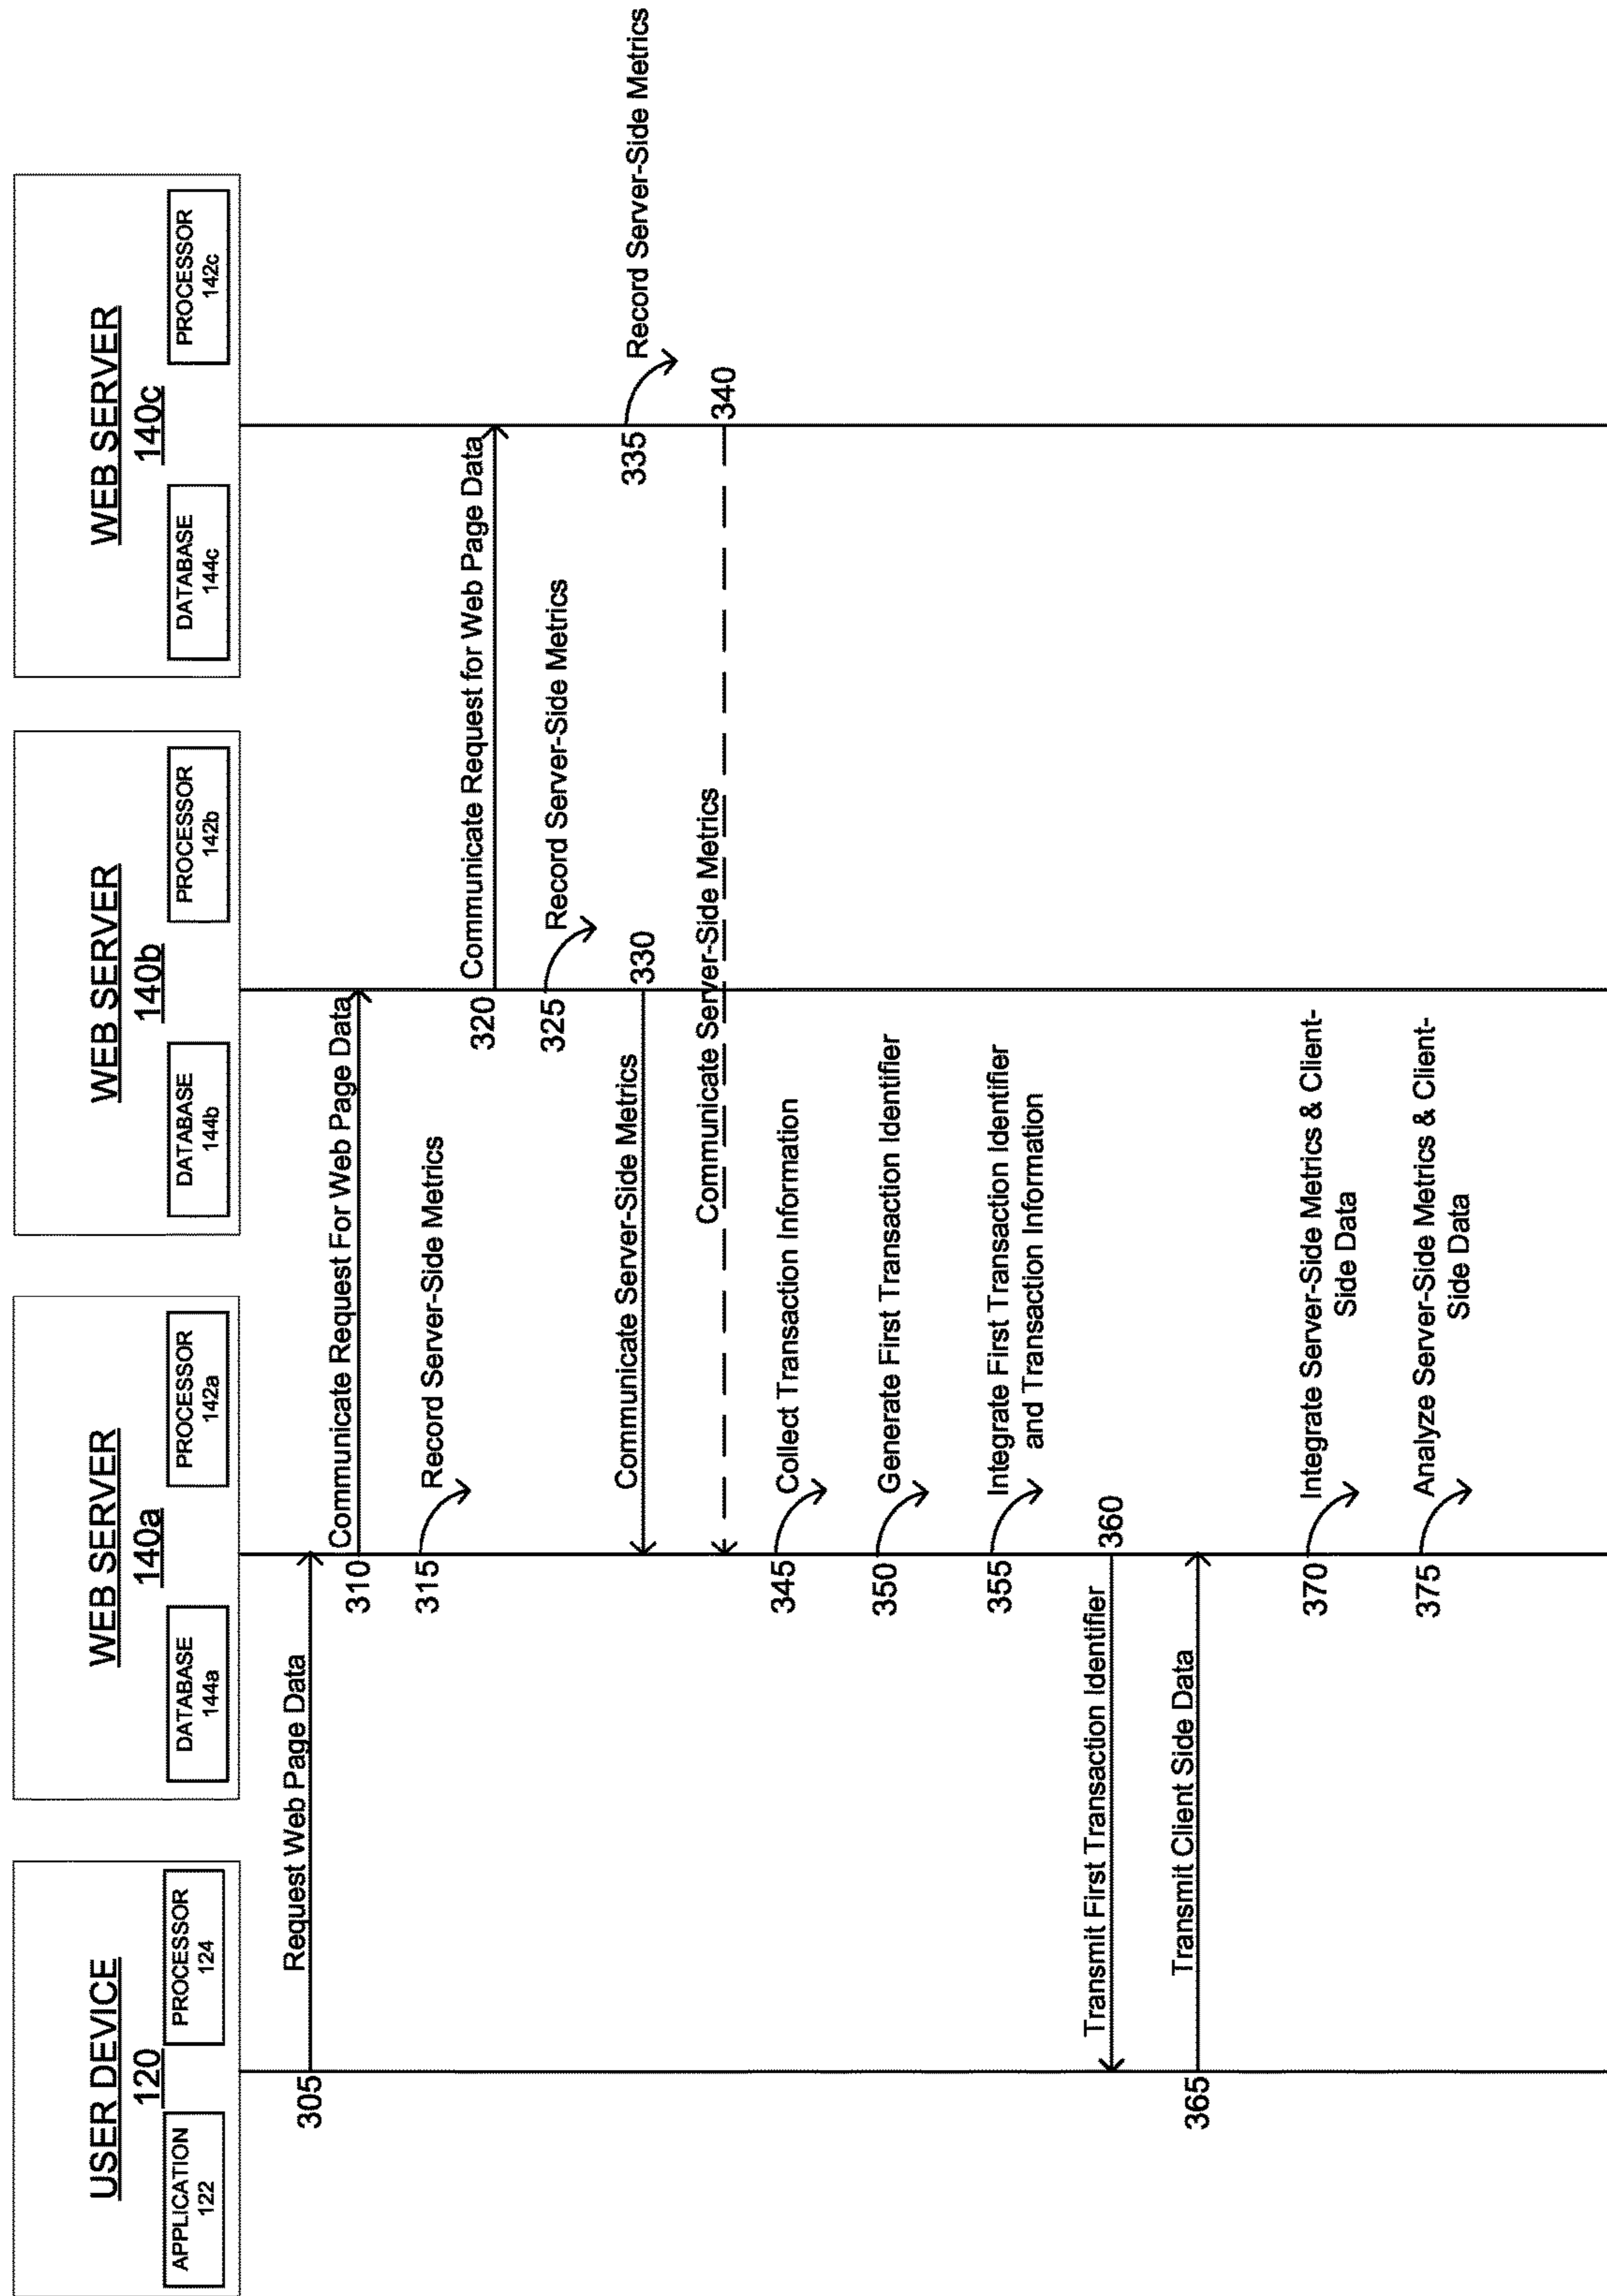 USER DEVICE
120
APPLICATION
122
PROCESSOR
124
WEB SERVER
140a
DATABASE
144a
PROCESSOR
142a
WEB SERVER
140b
DATABASE
144b
PROCESSOR
142b
WEB SERVER
140c
DATABASE
144c
PROCESSOR
142c
305
Request Web Page Data
310
Communicate Request For Web Page Data
315
Record Server-Side Metrics
320
Communicate Request for Web Page Data
325
Record Server-Side Metrics
Communicate Server-Side Metrics
330
335
Record Server-Side Metrics
Communicate Server-Side Metrics
340
345
Collect Transaction Information
350
Generate First Transaction Identifier
355
Integrate First Transaction Identifier
and Transaction Information
Transmit First Transaction Identifier
360
365
Transmit Client Side Data
370
Integrate Server-Side Metrics & Client-
Side Data
375
Analyze Server-Side Metrics & Client-
Side Data